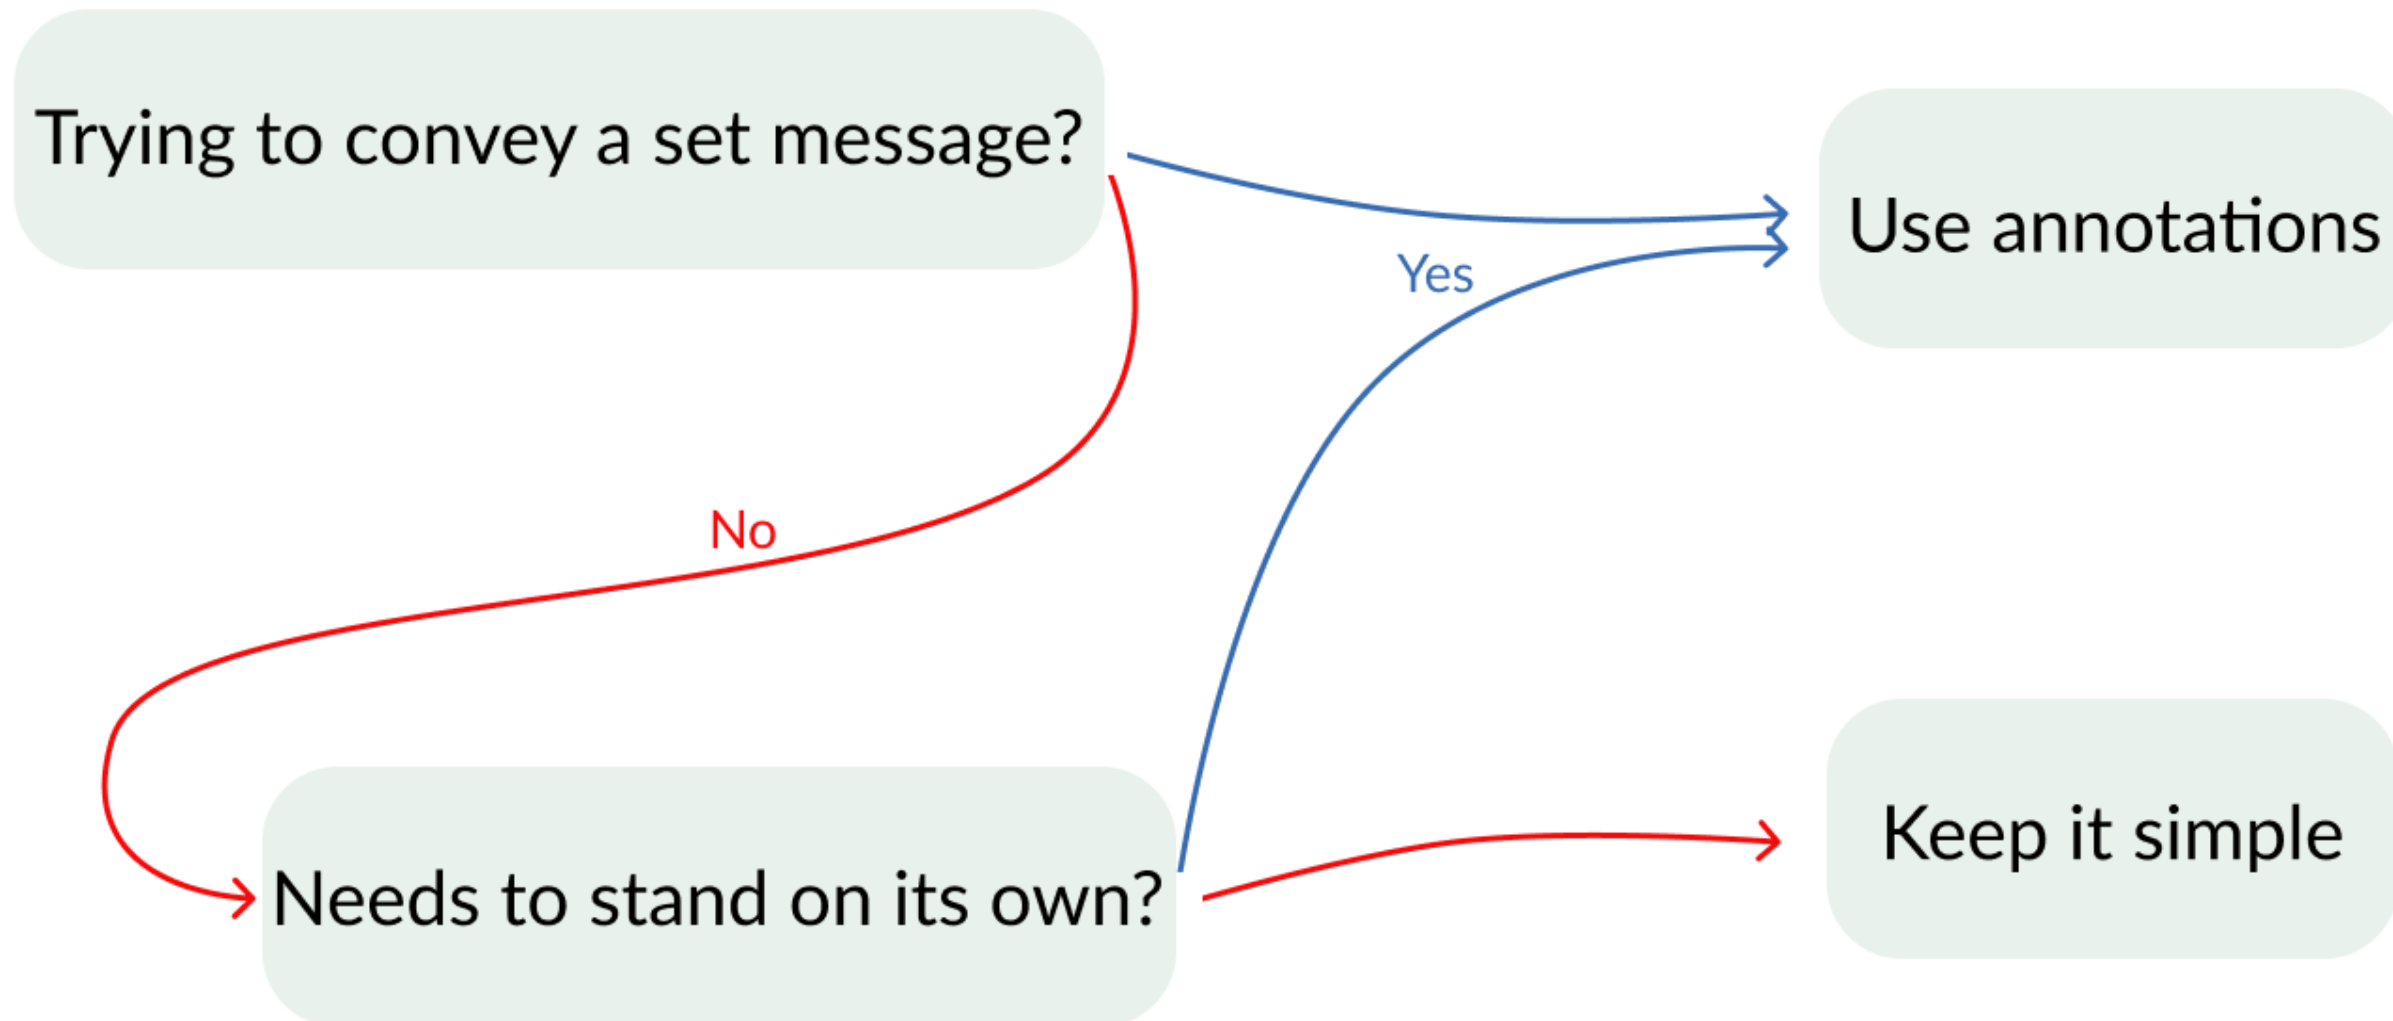 Trying to convey a set message?
Use annotations
Yes
No
Needs to stand on its own?
Keep it simple